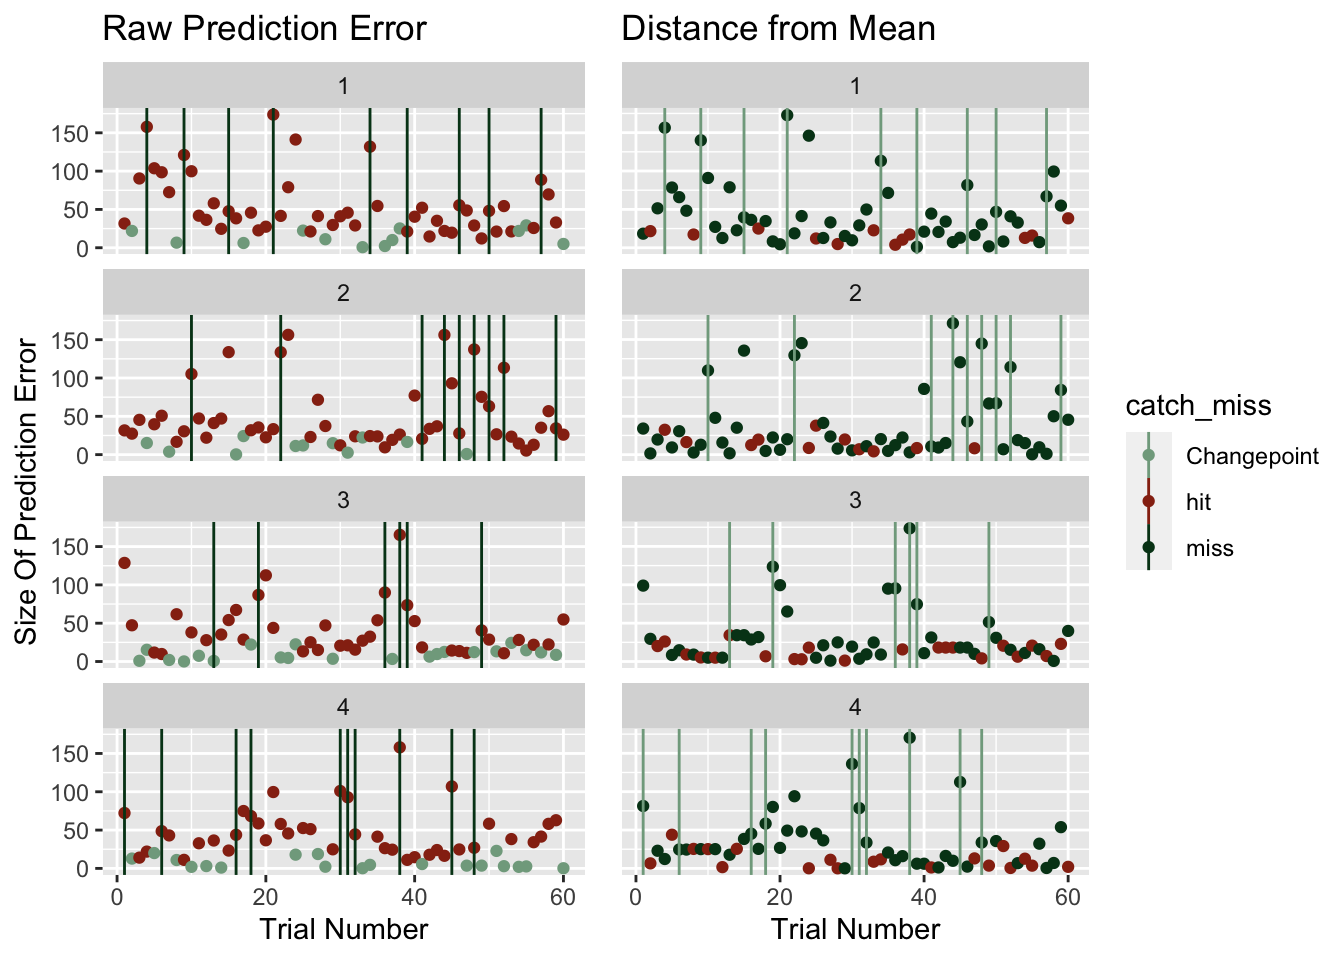 Raw Prediction Error
Distance from Mean
1
1
150
100
50
0
2
2
150
100
50
0
3
3
150
100
50
0
4
4
150
100
50
0
Size Of Prediction Error
0 20 40 60
0 20 40 60
Trial Number
Trial Number
catch_miss
Changepoint
hit
miss